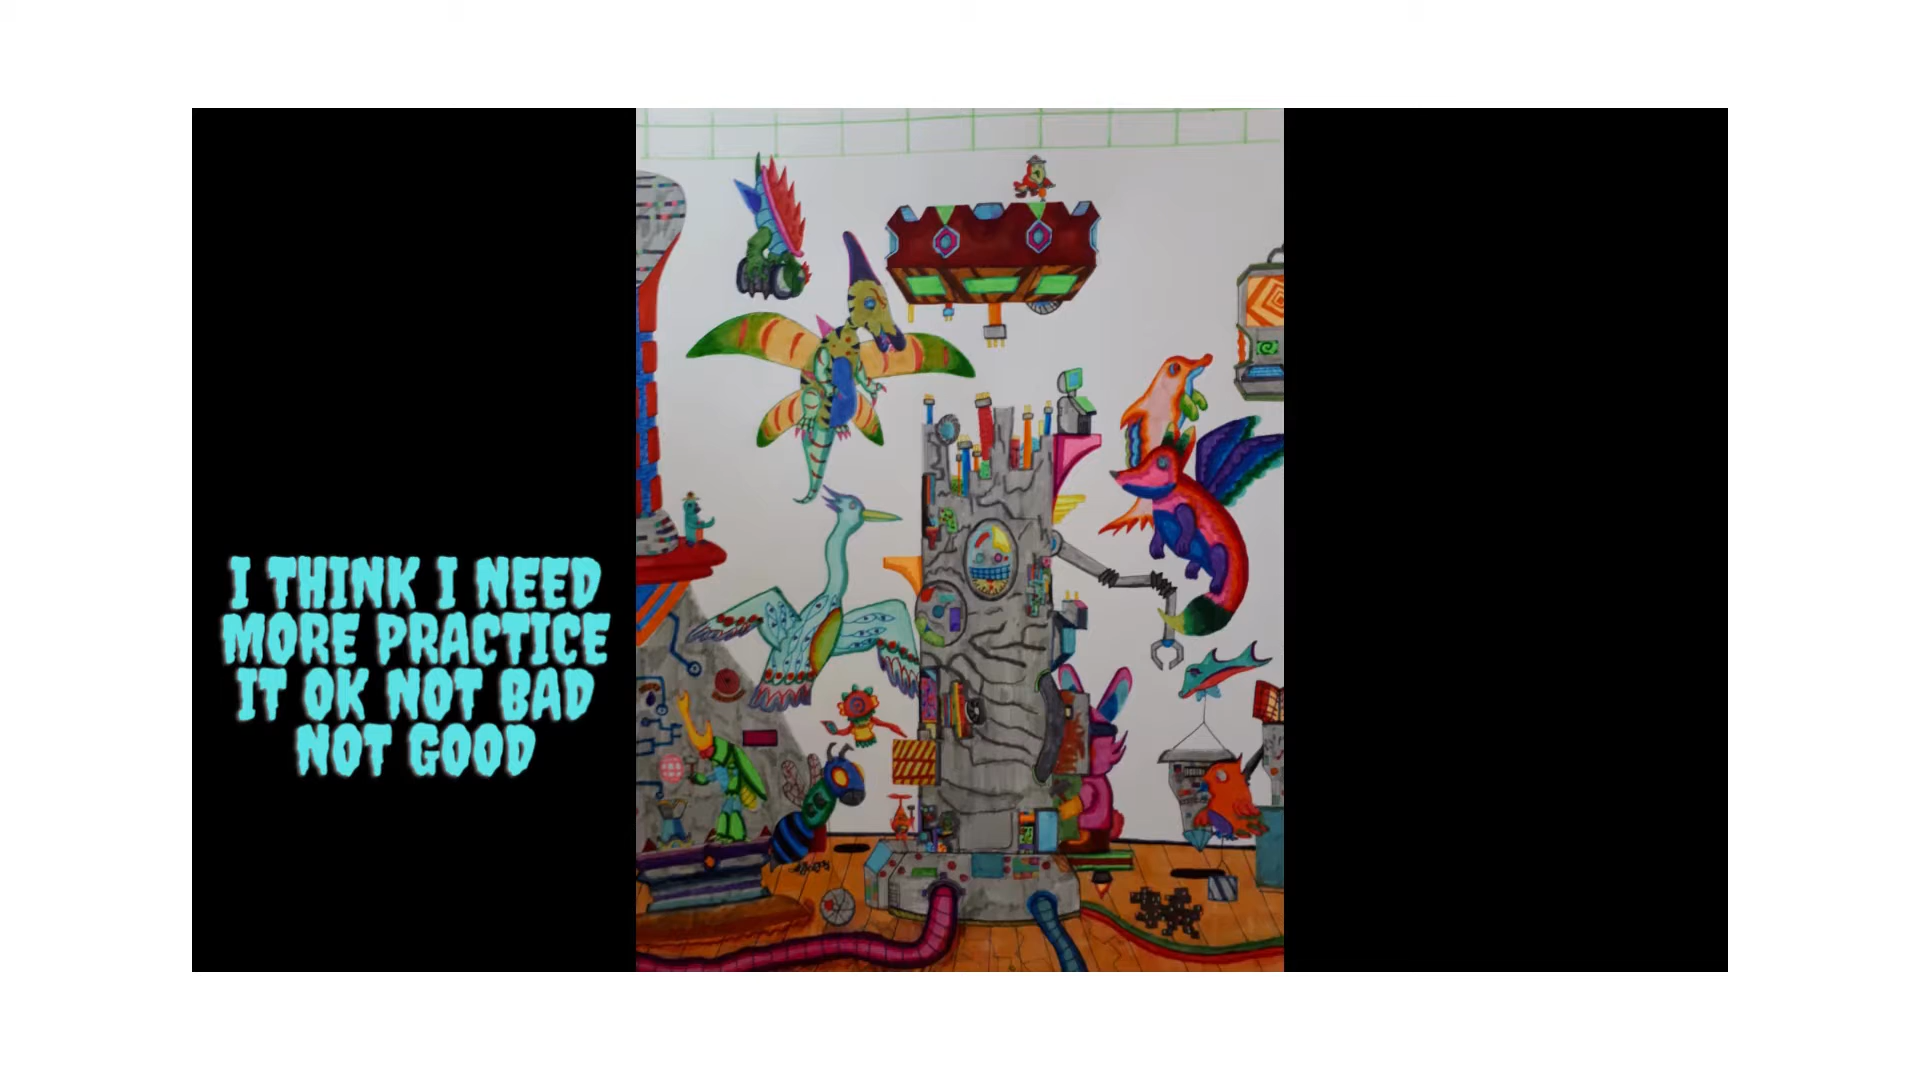 I THINK I NEED
MORE PRACTICE
IT OK NOT BAD
NOT GOOD